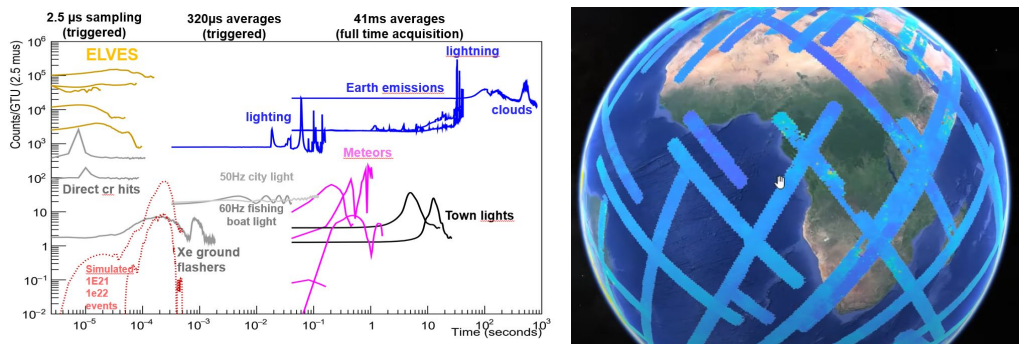 2.5 µs sampling
(triggered)
320µs averages
(triggered)
41ms averages
(full time acquisition)
Counts/GTU (2.5 mus)
10⁶
10⁵
10⁴
10³
10²
10
1
10⁻¹
10⁻²
ELVES
lightning
Earth emissions
lighting
clouds
Meteors
Direct cr hits
50Hz city light
60Hz fishing
boat light
Town lights
Xe ground
flashers
Simulated
1E21
1e22
events
10⁻⁵
10⁻⁴
10⁻³
10⁻²
10⁻¹
1
10
10²
10³
Time (seconds)